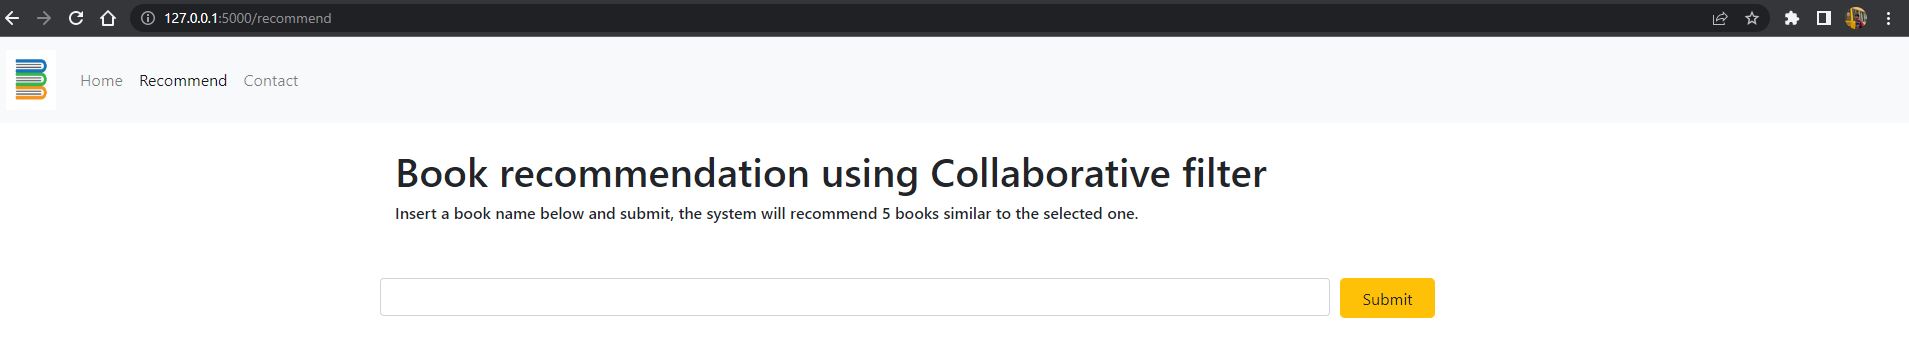 127.0.0.1:5000/recommend
Home Recommend Contact
Book recommendation using Collaborative filter
Insert a book name below and submit, the system will recommend 5 books similar to the selected one.
Submit